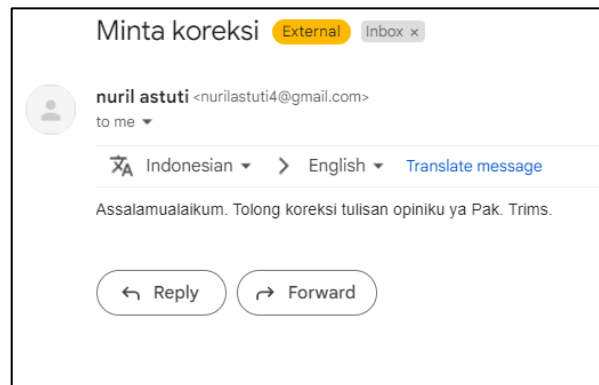 Minta koreksi External Inbox x
nuril astuti <nurilastuti4@gmail.com>
to me
Indonesian > English Translate message
Assalamualaikum. Tolong koreksi tulisan opiniku ya Pak. Trims.
Reply Forward